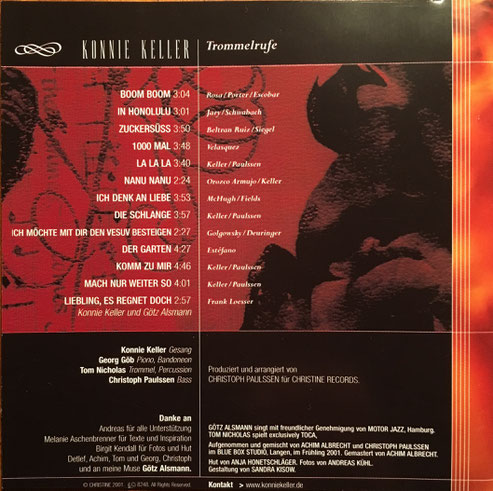 KONNIE KELLER Trommelrufe
BOOM BOOM 3:04 Rosa/Porter/Escobar
IN HONOLULU 3:01 Jary/Schwabach
ZUCKERSÜSS 3:50 Beltran Ruiz/Siegel
1000 MAL 3:48 Velasquez
LA LA LA 3:40 Keller/Paulssen
NANU NANU 2:24 Orozco Armujo/Keller
ICH DENK AN LIEBE 3:53 McHugh/Fields
DIE SCHLANGE 3:57 Keller/Paulssen
ICH MÖCHTE MIT DIR DEN VESUV BESTEIGEN 2:27 Golgowsky/Deuringer
DER GARTEN 4:27 Estéfano
KOMM ZU MIR 4:46 Keller/Paulssen
MACH NUR WEITER SO 4:01 Keller/Paulssen
LIEBLING, ES REGNET DOCH 2:57 Frank Loesser
Konnie Keller und Götz Alsmann
Konnie Keller Gesang
Georg Göb Piano, Bandoneon
Tom Nicholas Trommel, Percussion
Christoph Paulssen Bass
Produziert und arrangiert von
CHRISTOPH PAULSSEN für CHRISTINE RECORDS.
Danke an
Andreas für alle Unterstützung
Melanie Aschenbrenner für Texte und Inspiration
Birgit Kendall für Fotos und Hut
Detlef, Achim, Tom und Georg, Christoph
und an meine Muse Götz Alsmann.
GÖTZ ALSMANN singt mit freundlicher Genehmigung von MOTOR JAZZ, Hamburg.
TOM NICHOLAS spielt exclusively TOCA,
Aufgenommen und gemischt von ACHIM ALBRECHT und CHRISTOPH PAULSSEN
im BLUE BOX STUDIO, Langen, im Frühling 2001. Gemastert von ACHIM ALBRECHT.
Hut von ANJA HONETSCHLÄGER. Fotos von ANDREAS KÜHL.
Gestaltung von SANDRA KISOW.
© CHRISTINE 2001. 8740. All Rights Reserved.
Kontakt > www.konniekeller.de